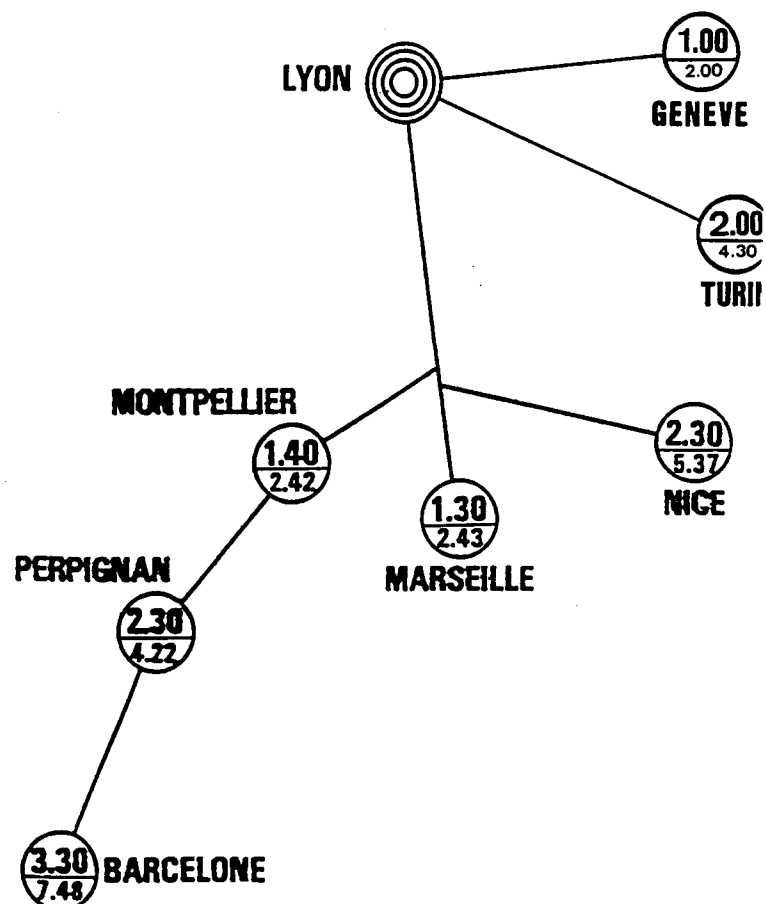 LYON
1.00
2.00
GENEVE
2.00
4.30
MONTPELLIER
1.40
2.42
2.30
5.37
NICE
1.30
2.43
MARSEILLE
PERPIGNAN
2.30
4.22
3.30
7.48
BARCELONE